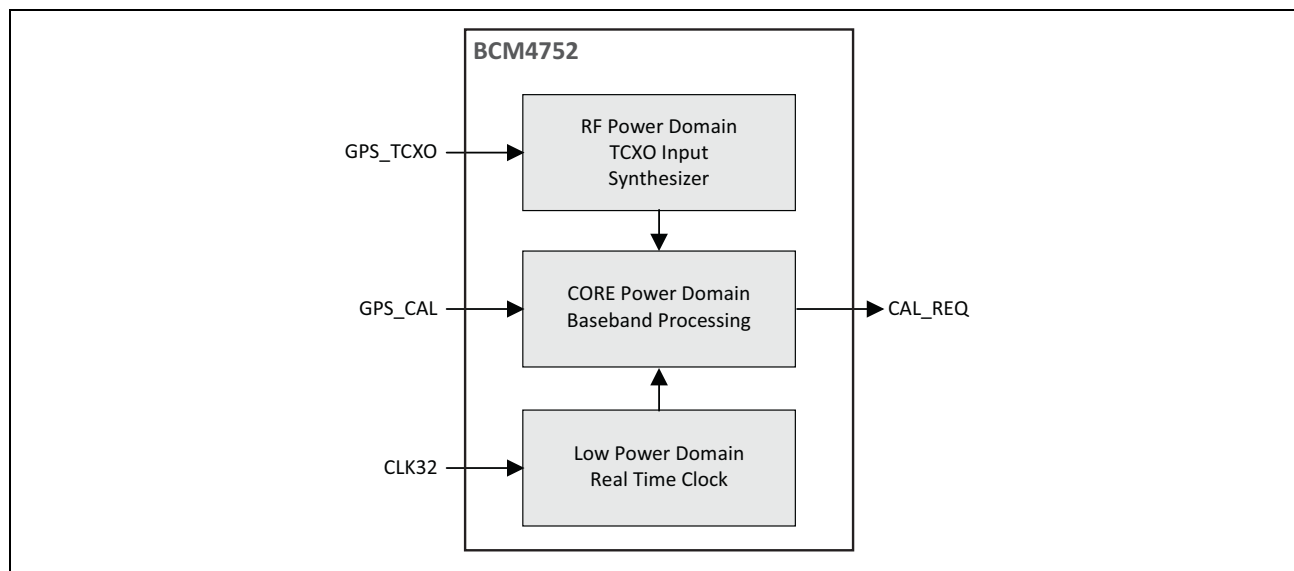 BCM4752
RF Power Domain
TCXO Input
Synthesizer
GPS_TCXO
CORE Power Domain
Baseband Processing
GPS_CAL
CAL_REQ
Low Power Domain
Real Time Clock
CLK32